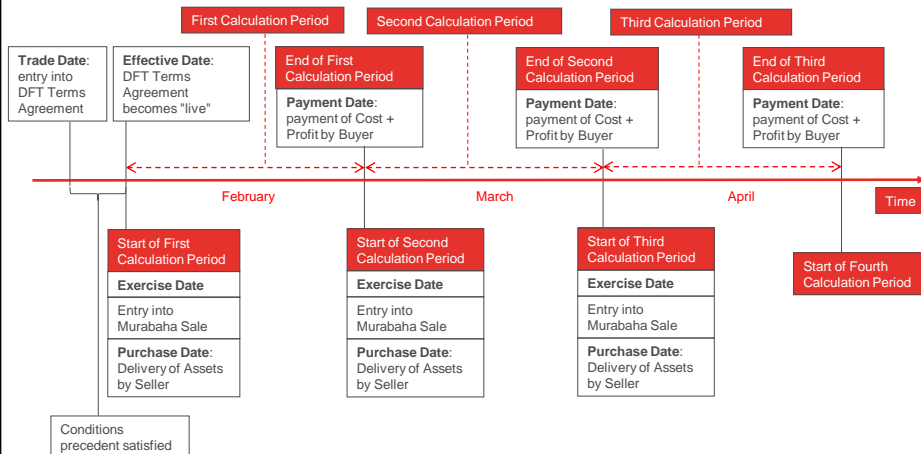 First Calculation Period
Second Calculation Period
Third Calculation Period
Trade Date:
entry into
DFT Terms
Agreement
Effective Date:
DFT Terms
Agreement
becomes "live"
End of First
Calculation Period
Payment Date:
payment of Cost +
Profit by Buyer
End of Second
Calculation Period
Payment Date:
payment of Cost +
Profit by Buyer
End of Third
Calculation Period
Payment Date:
payment of Cost +
Profit by Buyer
February
March
April
Time
Start of First
Calculation Period
Exercise Date
Entry into
Murabaha Sale
Purchase Date:
Delivery of Assets
by Seller
Start of Second
Calculation Period
Exercise Date
Entry into
Murabaha Sale
Purchase Date:
Delivery of Assets
by Seller
Start of Third
Calculation Period
Exercise Date
Entry into
Murabaha Sale
Purchase Date:
Delivery of Assets
by Seller
Start of Fourth
Calculation Period
Conditions
precedent satisfied